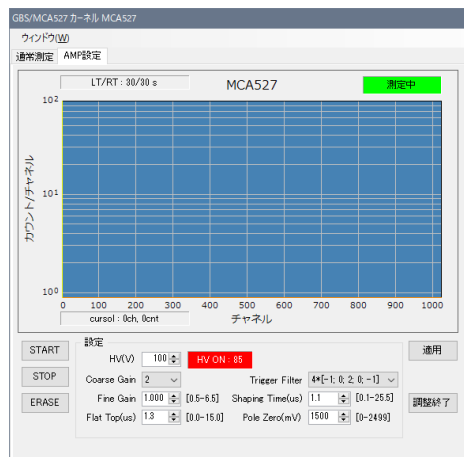 GBS/MCA527 カーネル MCA527
ウィンドウ(W)
通常測定 AMP設定
LT/RT : 30/30 s MCA527 測定中
10²
10¹
10⁰
カウント/チャネル
0 100 200 300 400 500 600 700 800 900 1000
cursol : 0ch, 0cnt チャネル
START 設定 適用
HV(V) 100 HV ON : 85
STOP Coarse Gain 2 Trigger Filter 4*[-1; 0; 2; 0; -1]
ERASE Fine Gain 1.000 [0.5-6.5] Shaping Time(us) 1.1 [0.1-25.5] 調整終了
Flat Top(us) 1.3 [0.0-15.0] Pole Zero(mV) 1500 [0-2499]